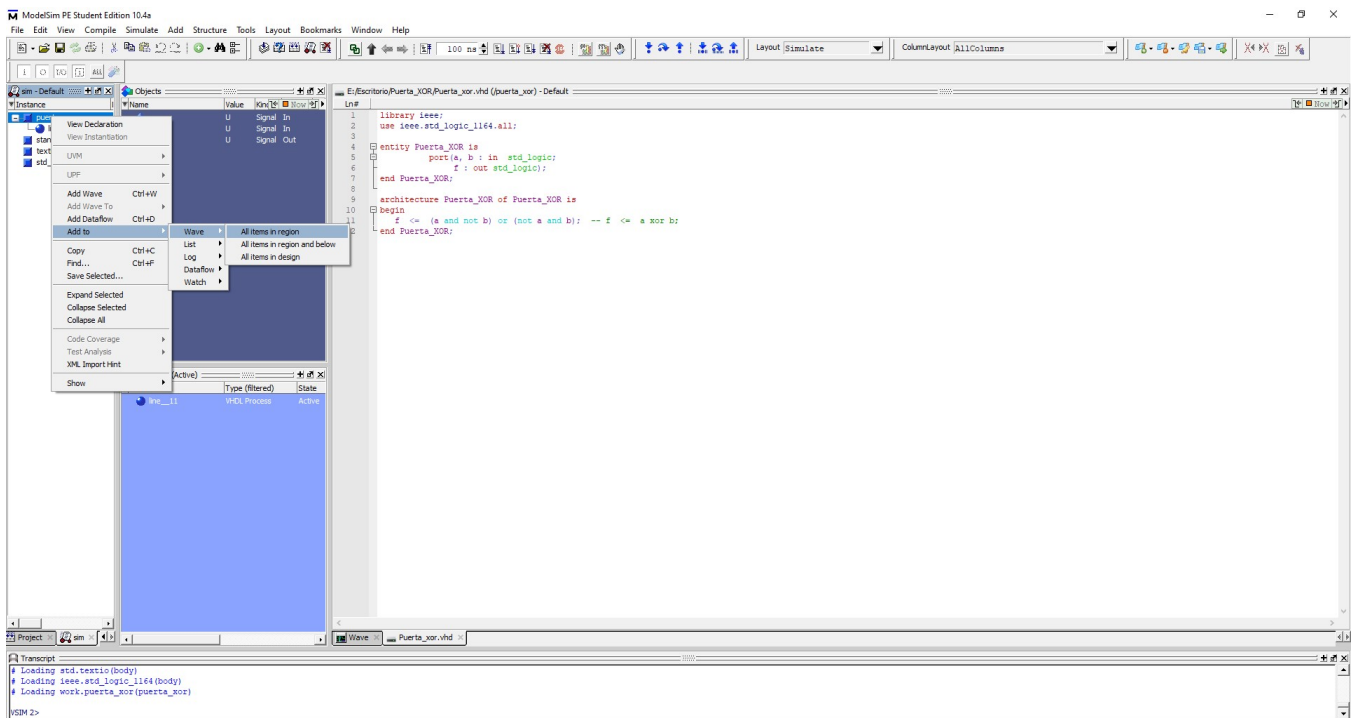 ModelSim PE Student Edition 10.4a
File Edit View Compile Simulate Add Structure Tools Layout Bookmarks Window Help
100 ns
Layout Simulate
ColumnLayout AllColumns
I O I/O ALL
sim - Default
Instance
View Declaration
View Instantiation
UVM
UPF
Add Wave Ctrl+W
Add Wave To
Add Dataflow Ctrl+D
Add to
Copy Ctrl+C
Find... Ctrl+F
Save Selected...
Expand Selected
Collapse Selected
Collapse All
Code Coverage
Test Analysis
XML Import Hint
Show
Wave
List
Log
Dataflow
Watch
All items in region
All items in region and below
All items in design
Objects
Name Value Kind Now
U Signal In
U Signal In
U Signal Out
(Active)
Type (filtered) State
line__11 VHDL Process Active
E:/Escritorio/Puerta_XOR/Puerta_xor.vhd (/puerta_xor) - Default
Ln# Now
1 library ieee;
2 use ieee.std_logic_1164.all;
3
4 entity Puerta_XOR is
5 port(a, b : in std_logic;
6 f : out std_logic);
7 end Puerta_XOR;
8
9 architecture Puerta_XOR of Puerta_XOR is
10 begin
11 f <= (a and not b) or (not a and b); -- f <= a xor b;
2 end Puerta_XOR;
Project sim
Wave Puerta_xor.vhd
Transcript
# Loading std.textio(body)
# Loading ieee.std_logic_1164(body)
# Loading work.puerta_xor(puerta_xor)
VSIM 2>